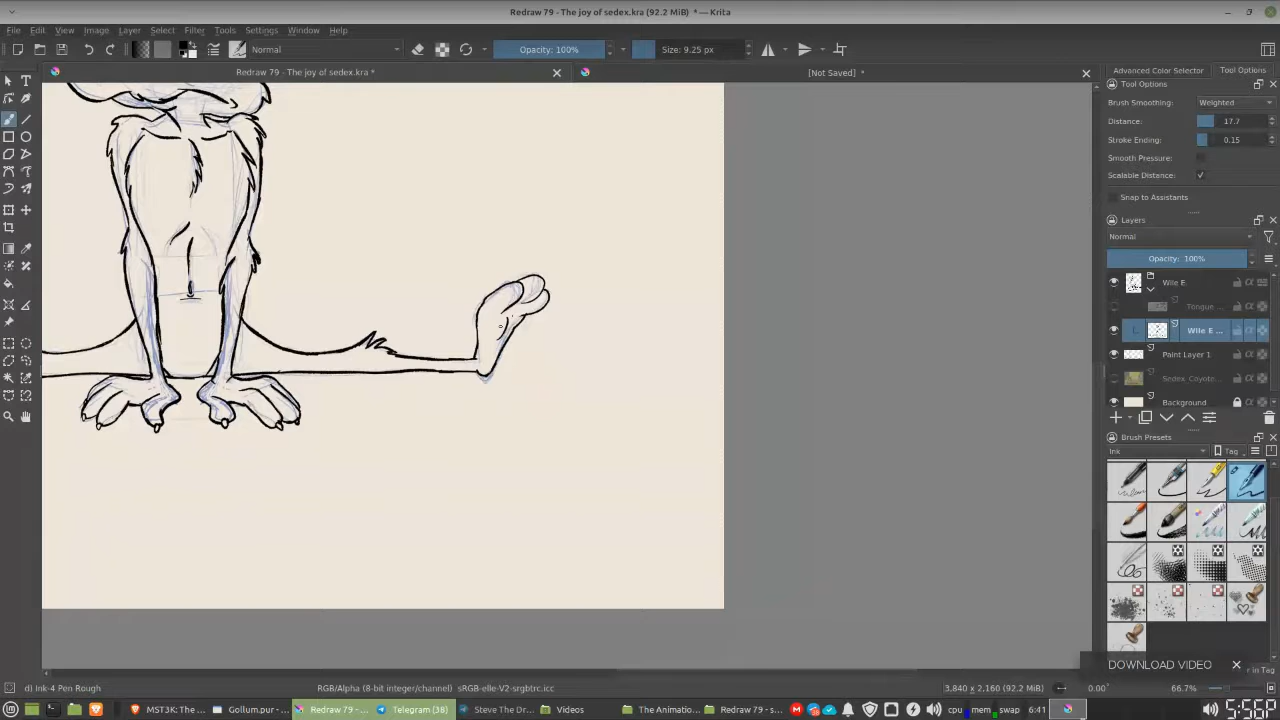 Redraw 79 - The joy of sedex.kra (92.2 MiB) * — Krita
File Edit View Image Layer Select Filter Tools Settings Window Help
Normal
Opacity: 100%
Size: 9.25 px
Redraw 79 - The joy of sedex.kra *
[Not Saved] *
Advanced Color Selector
Tool Options
Tool Options
Brush Smoothing: Weighted
Distance: 17.7
Stroke Ending: 0.15
Smooth Pressure:
Scalable Distance:
Snap to Assistants
Layers
Normal
Opacity: 100%
Wile E.
Tongue ...
Wile E ...
Paint Layer 1
Sedex_Coyote...
Background
Brush Presets
Ink
Tag
DOWNLOAD VIDEO
r in Tag
d) Ink-4 Pen Rough
RGB/Alpha (8-bit integer/channel) sRGB-elle-V2-srgbtrc.icc
3,840 x 2,160 (92.2 MiB)
0.00°
66.7%
MST3K: The ...
Gollum.pur - ...
Redraw 79 -...
Telegram (38)
Steve The Dr...
Videos
The Animatio...
Redraw 79 - s...
6:41
cpu
mem
swap
5:56P